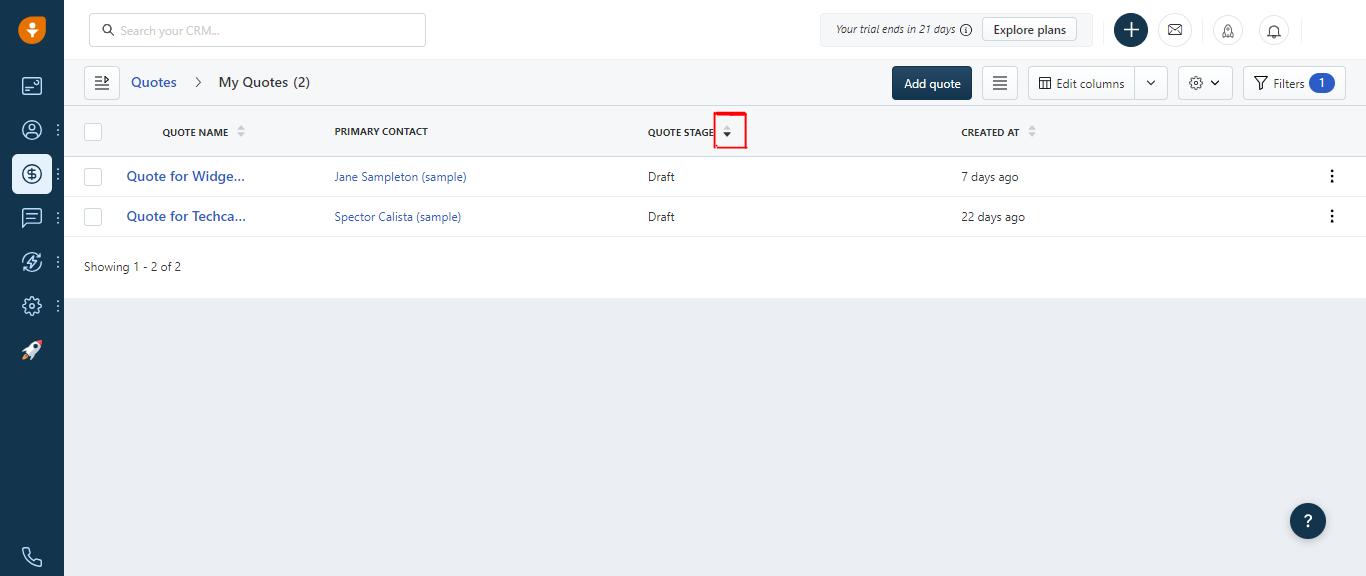 Search your CRM...
Your trial ends in 21 days
Explore plans
Quotes
My Quotes (2)
Add quote
Edit columns
Filters
1
QUOTE NAME
PRIMARY CONTACT
QUOTE STAGE
CREATED AT
Quote for Widge...
Jane Sampleton (sample)
Draft
7 days ago
Quote for Techca...
Spector Calista (sample)
Draft
22 days ago
Showing 1 - 2 of 2
?